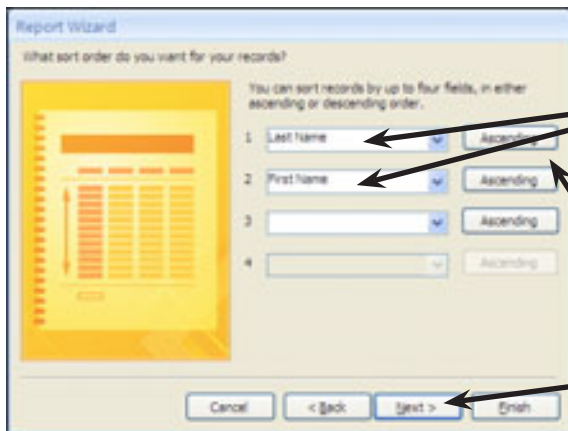 Report Wizard
What sort order do you want for your records?
You can sort records by up to four fields, in either
ascending or descending order.
1 Last Name Ascending
2 First Name Ascending
3 Ascending
4 Ascending
Cancel < Back Next > Finish